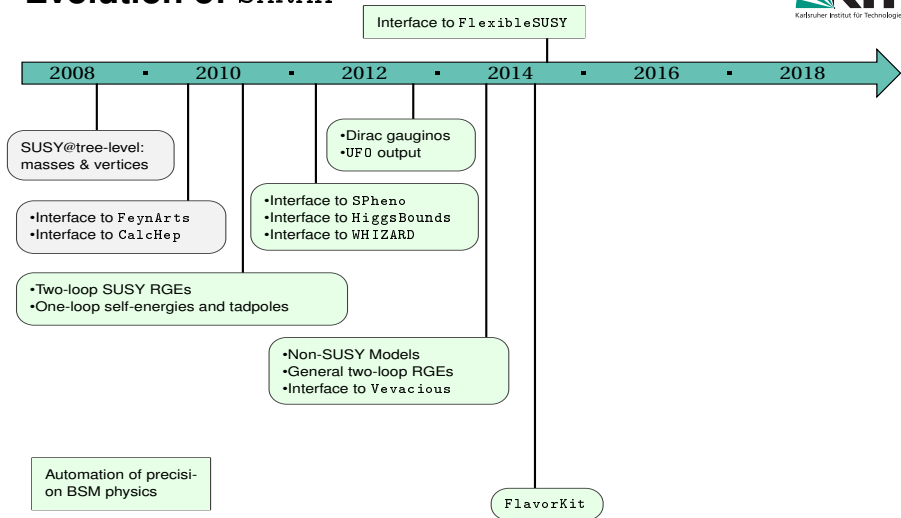 Evolution of SARAH
Karlsruher Institut für Technologie
Interface to FlexibleSUSY
2008 ▪ 2010 ▪ 2012 ▪ 2014 ▪ 2016 ▪ 2018
SUSY@tree-level:
masses & vertices
•Dirac gauginos
•UFO output
•Interface to FeynArts
•Interface to CalcHep
•Interface to SPheno
•Interface to HiggsBounds
•Interface to WHIZARD
•Two-loop SUSY RGEs
•One-loop self-energies and tadpoles
•Non-SUSY Models
•General two-loop RGEs
•Interface to Vevacious
Automation of precisi-
on BSM physics
FlavorKit